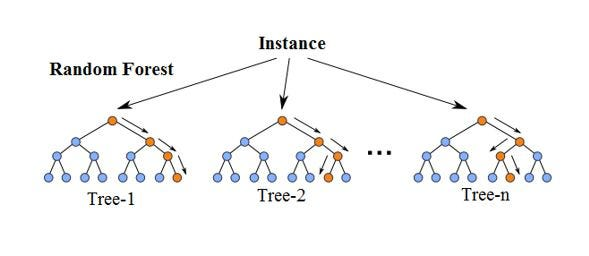 Instance
Random Forest
...
Tree-1
Tree-2
Tree-n